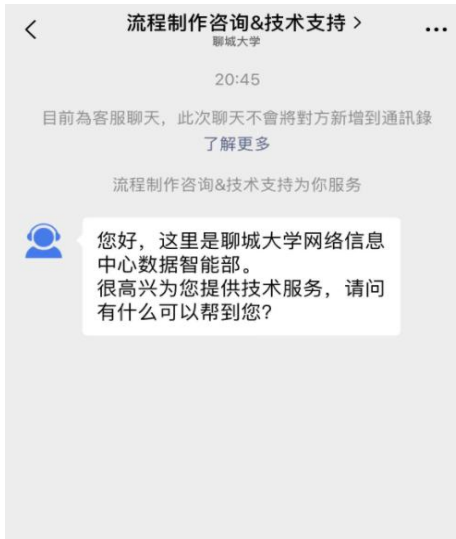 流程制作咨询&技术支持
聊城大学
20:45
目前為客服聊天，此次聊天不會將對方新增到通訊錄
了解更多
流程制作咨询&技术支持为你服务
您好，这里是聊城大学网络信息
中心数据智能部。
很高兴为您提供技术服务，请问
有什么可以帮到您?